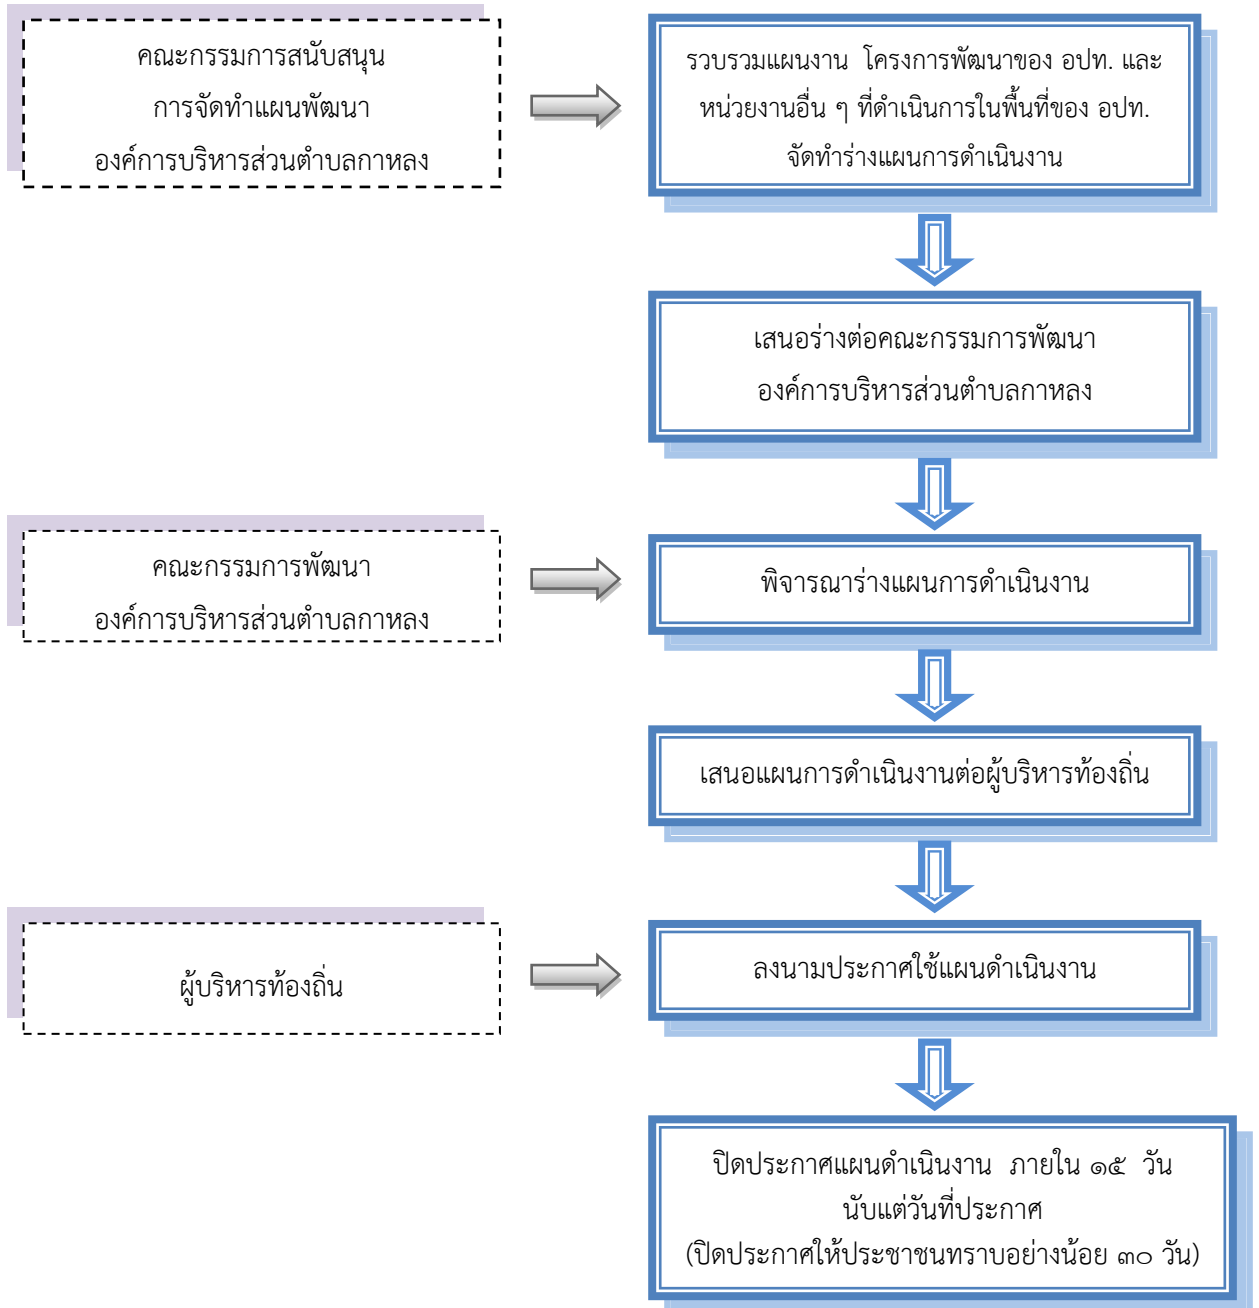 คณะกรรมการสนับสนุน
การจัดทำแผนพัฒนา
องค์การบริหารส่วนตำบลกาหลง
รวบรวมแผนงาน โครงการพัฒนาของ อปท. และ
หน่วยงานอื่น ๆ ที่ดำเนินการในพื้นที่ของ อปท.
จัดทำร่างแผนการดำเนินงาน
เสนอร่างต่อคณะกรรมการพัฒนา
องค์การบริหารส่วนตำบลกาหลง
คณะกรรมการพัฒนา
องค์การบริหารส่วนตำบลกาหลง
พิจารณาร่างแผนการดำเนินงาน
เสนอแผนการดำเนินงานต่อผู้บริหารท้องถิ่น
ผู้บริหารท้องถิ่น
ลงนามประกาศใช้แผนดำเนินงาน
ปิดประกาศแผนดำเนินงาน ภายใน ๑๕ วัน
นับแต่วันที่ประกาศ
(ปิดประกาศให้ประชาชนทราบอย่างน้อย ๓๐ วัน)